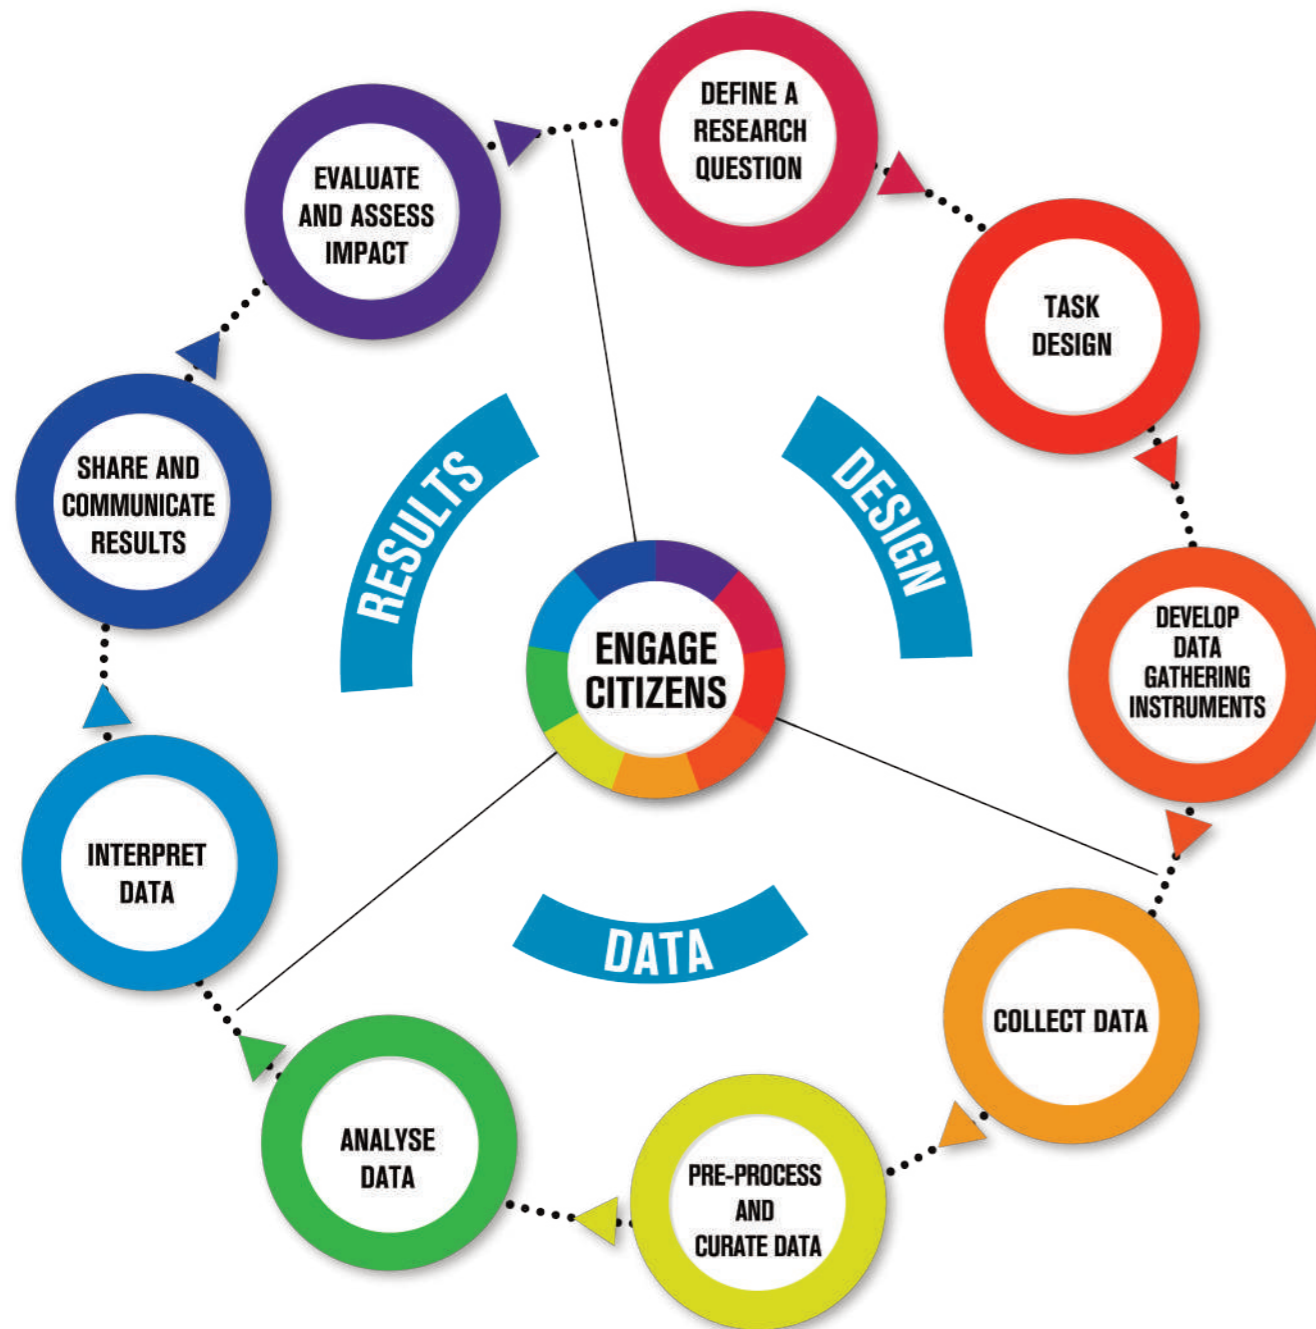 DEFINE A
RESEARCH
QUESTION
TASK
DESIGN
DEVELOP
DATA
GATHERING
INSTRUMENTS
COLLECT DATA
PRE-PROCESS
AND
CURATE DATA
ANALYSE
DATA
INTERPRET
DATA
SHARE AND
COMMUNICATE
RESULTS
EVALUATE
AND ASSESS
IMPACT
RESULTS
DESIGN
DATA
ENGAGE
CITIZENS